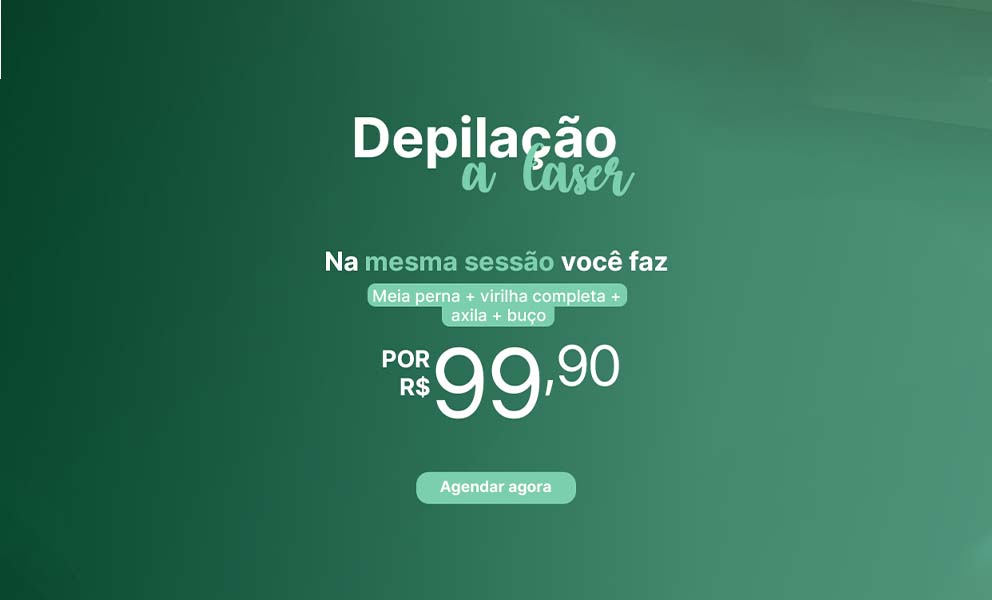 Depilação
a laser
Na mesma sessão você faz
Meia perna + virilha completa +
axila + buço
POR
R$ 99,90
Agendar agora